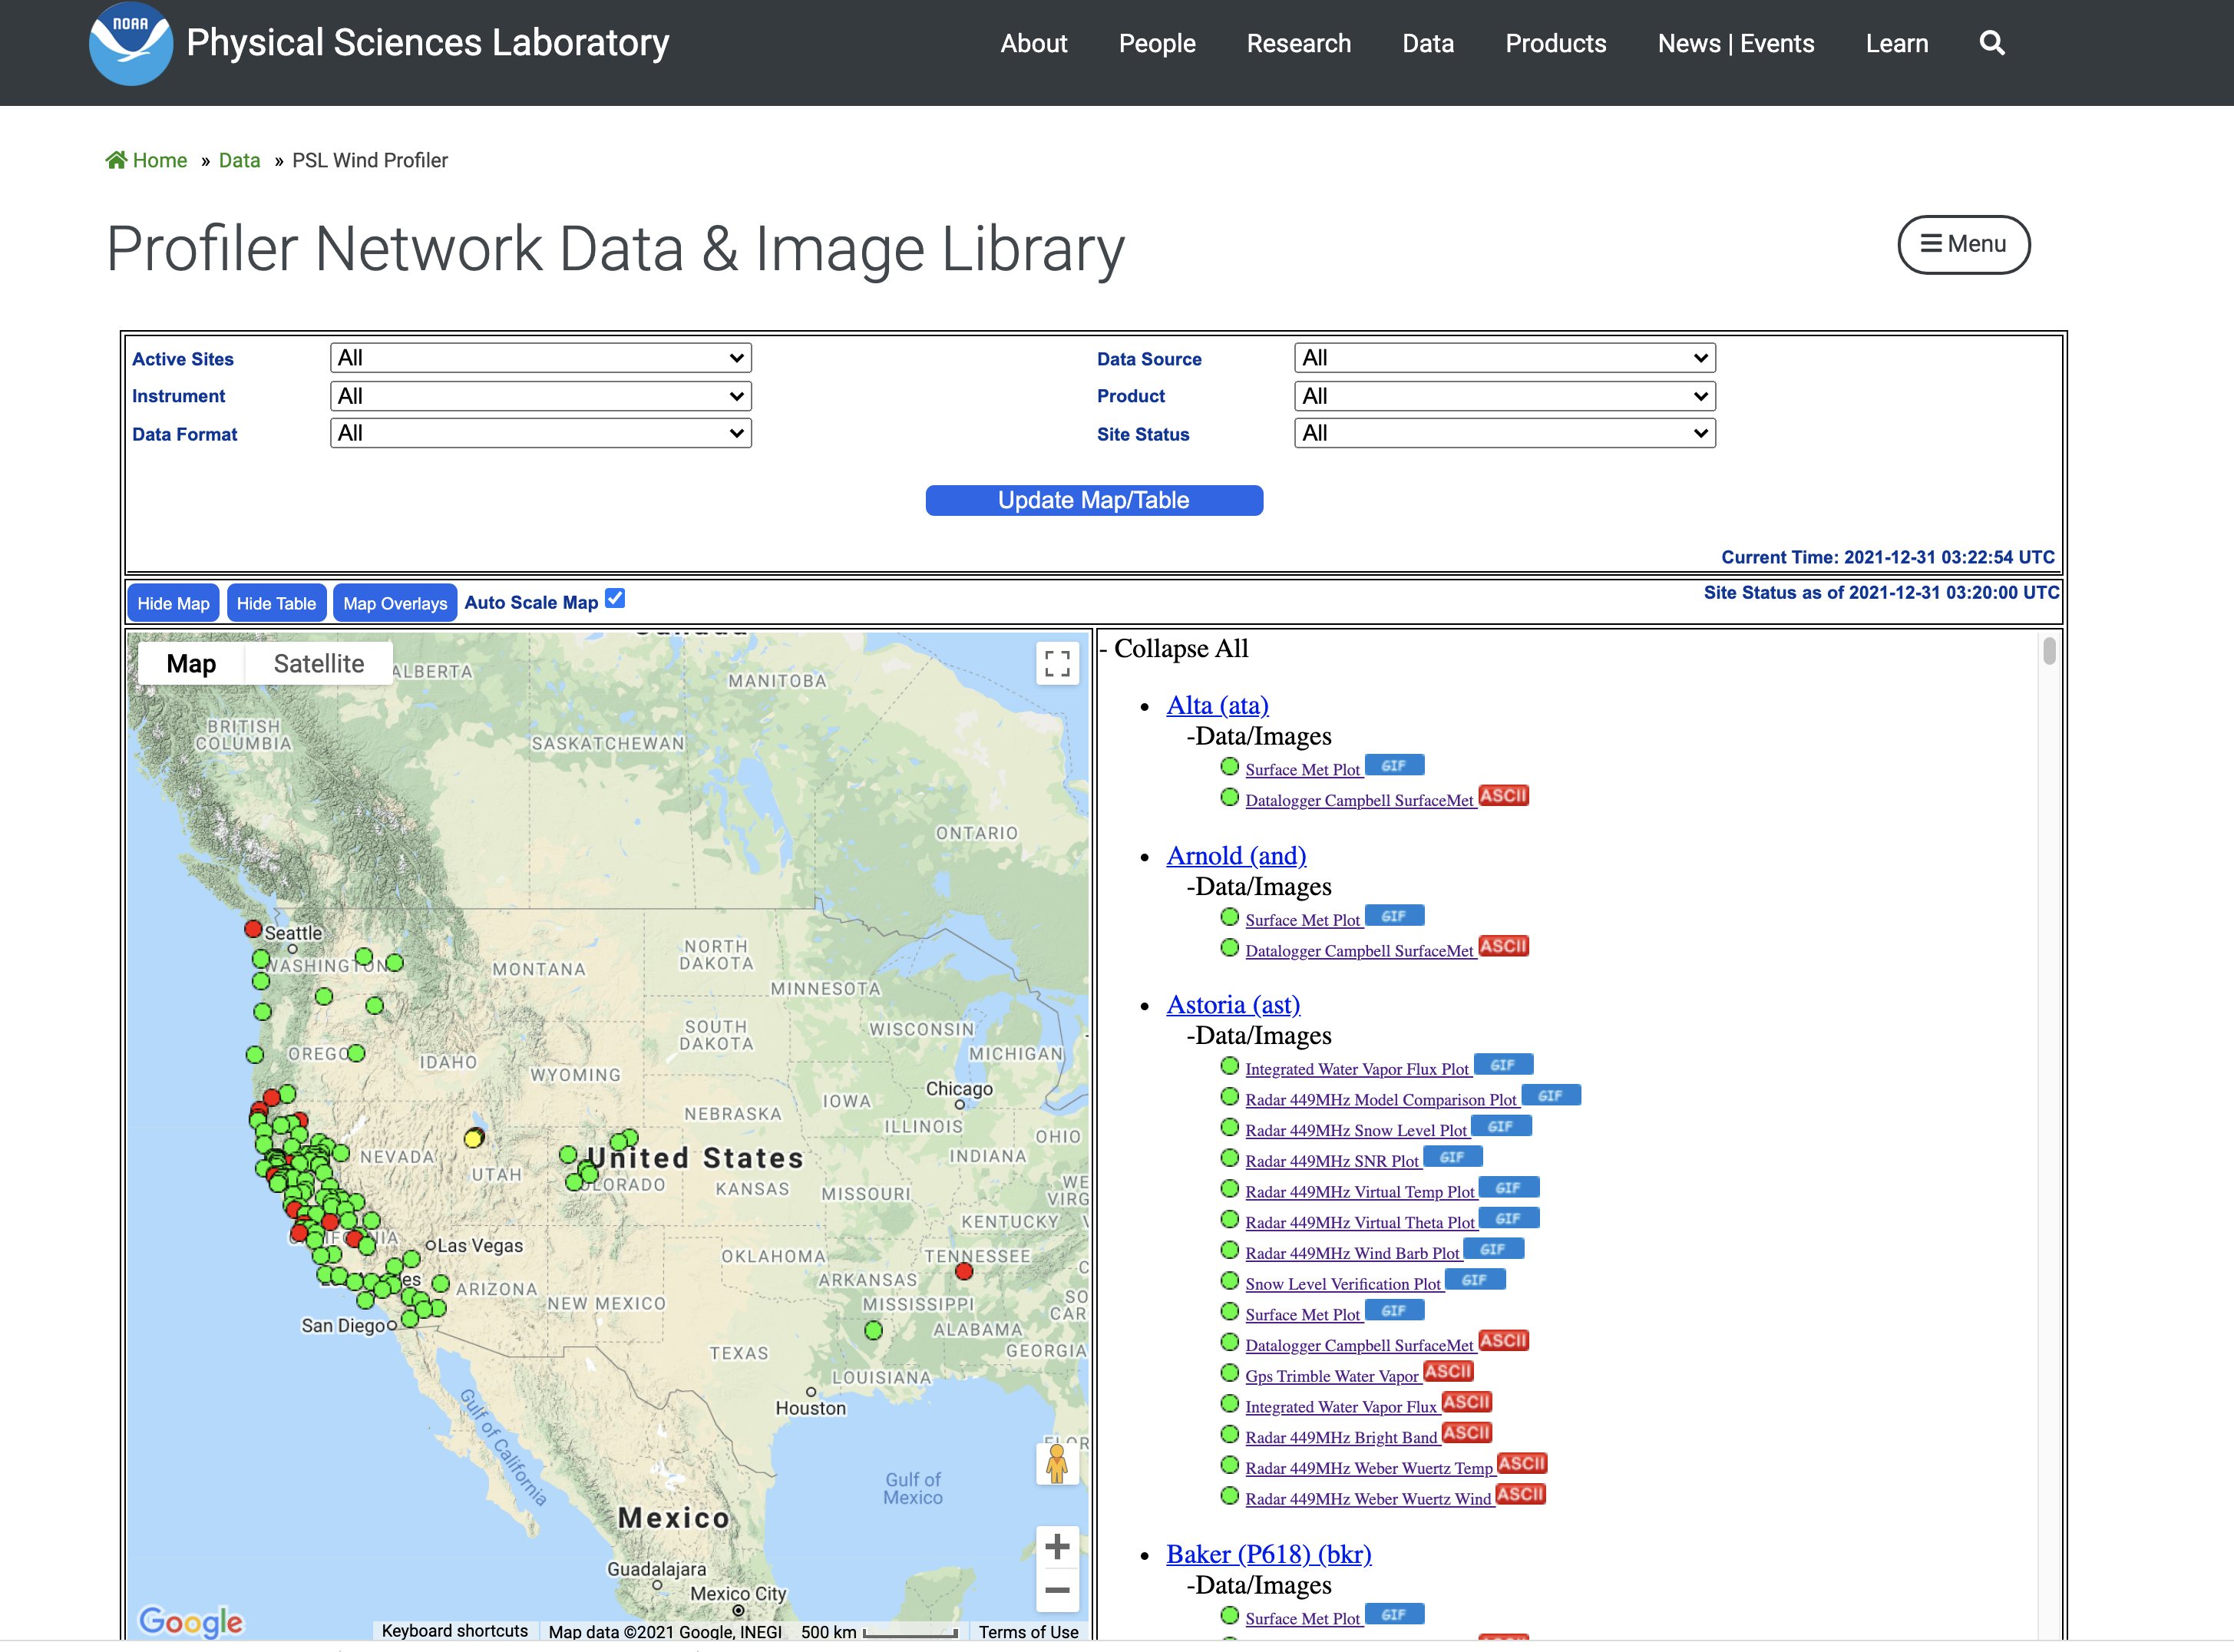 NOAA
Physical Sciences Laboratory
About People Research Data Products News | Events Learn
Home » Data » PSL Wind Profiler
Profiler Network Data & Image Library
Menu
Active Sites All Data Source All
Instrument All Product All
Data Format All Site Status All
Update Map/Table
Current Time: 2021-12-31 03:22:54 UTC
Hide Map Hide Table Map Overlays Auto Scale Map
Site Status as of 2021-12-31 03:20:00 UTC
Map Satellite
ALBERTA
MANITOBA
BRITISH
COLUMBIA
SASKATCHEWAN
ONTARIO
Seattle
WASHINGTON
MONTANA
NORTH
DAKOTA
MINNESOTA
SOUTH
DAKOTA
WISCONSIN
MICHIGAN
IDAHO
WYOMING
Chicago
IOWA
NEBRASKA
ILLINOIS
OHIO
NEVADA
United States
INDIANA
UTAH
KANSAS
MISSOURI
KENTUCKY
Las Vegas
OKLAHOMA
TENNESSEE
ARIZONA
ARKANSAS
NEW MEXICO
MISSISSIPPI
San Diego
ALABAMA
TEXAS
GEORGIA
LOUISIANA
Houston
Gulf of California
Gulf of
Mexico
Mexico
Guadalajara
Mexico City
Google
Keyboard shortcuts Map data ©2021 Google, INEGI 500 km Terms of Use
- Collapse All
• Alta (ata)
-Data/Images
Surface Met Plot GIF
Datalogger Campbell SurfaceMet ASCII
• Arnold (and)
-Data/Images
Surface Met Plot GIF
Datalogger Campbell SurfaceMet ASCII
• Astoria (ast)
-Data/Images
Integrated Water Vapor Flux Plot GIF
Radar 449MHz Model Comparison Plot GIF
Radar 449MHz Snow Level Plot GIF
Radar 449MHz SNR Plot GIF
Radar 449MHz Virtual Temp Plot GIF
Radar 449MHz Virtual Theta Plot GIF
Radar 449MHz Wind Barb Plot GIF
Snow Level Verification Plot GIF
Surface Met Plot GIF
Datalogger Campbell SurfaceMet ASCII
Gps Trimble Water Vapor ASCII
Integrated Water Vapor Flux ASCII
Radar 449MHz Bright Band ASCII
Radar 449MHz Weber Wuertz Temp ASCII
Radar 449MHz Weber Wuertz Wind ASCII
• Baker (P618) (bkr)
-Data/Images
Surface Met Plot GIF